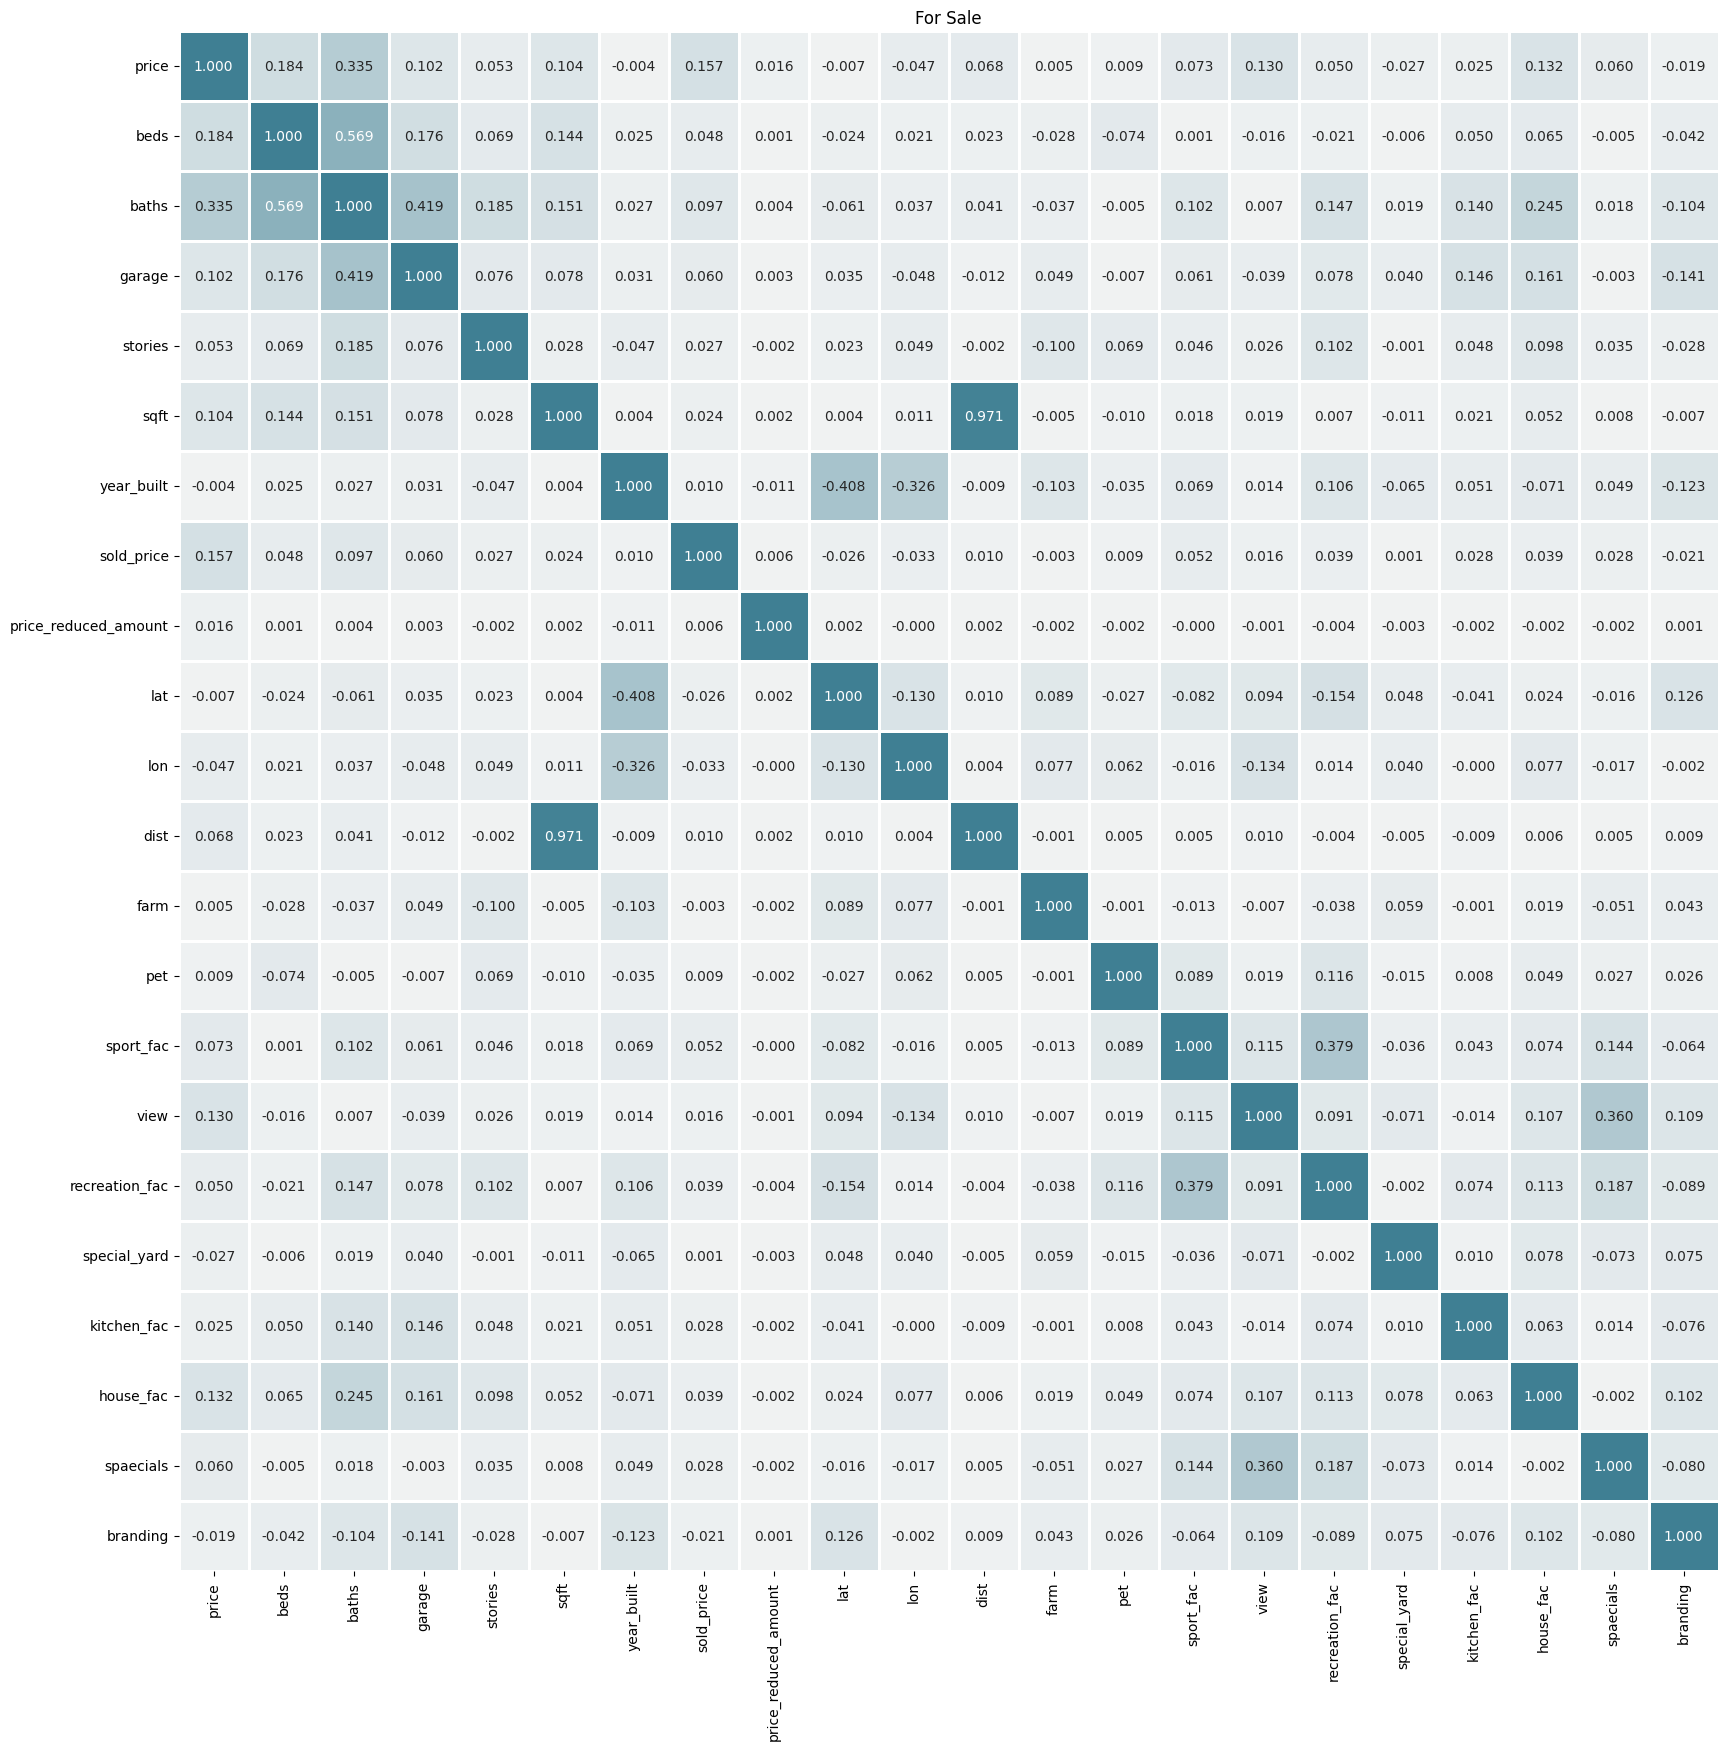 For Sale
price 1.000 0.184 0.335 0.102 0.053 0.104 -0.004 0.157 0.016 -0.007 -0.047 0.068 0.005 0.009 0.073 0.130 0.050 -0.027 0.025 0.132 0.060 -0.019
beds 0.184 1.000 0.569 0.176 0.069 0.144 0.025 0.048 0.001 -0.024 0.021 0.023 -0.028 -0.074 0.001 -0.016 -0.021 -0.006 0.050 0.065 -0.005 -0.042
baths 0.335 0.569 1.000 0.419 0.185 0.151 0.027 0.097 0.004 -0.061 0.037 0.041 -0.037 -0.005 0.102 0.007 0.147 0.019 0.140 0.245 0.018 -0.104
garage 0.102 0.176 0.419 1.000 0.076 0.078 0.031 0.060 0.003 0.035 -0.048 -0.012 0.049 -0.007 0.061 -0.039 0.078 0.040 0.146 0.161 -0.003 -0.141
stories 0.053 0.069 0.185 0.076 1.000 0.028 -0.047 0.027 -0.002 0.023 0.049 -0.002 -0.100 0.069 0.046 0.026 0.102 -0.001 0.048 0.098 0.035 -0.028
sqft 0.104 0.144 0.151 0.078 0.028 1.000 0.004 0.024 0.002 0.004 0.011 0.971 -0.005 -0.010 0.018 0.019 0.007 -0.011 0.021 0.052 0.008 -0.007
year_built -0.004 0.025 0.027 0.031 -0.047 0.004 1.000 0.010 -0.011 -0.408 -0.326 -0.009 -0.103 -0.035 0.069 0.014 0.106 -0.065 0.051 -0.071 0.049 -0.123
sold_price 0.157 0.048 0.097 0.060 0.027 0.024 0.010 1.000 0.006 -0.026 -0.033 0.010 -0.003 0.009 0.052 0.016 0.039 0.001 0.028 0.039 0.028 -0.021
price_reduced_amount 0.016 0.001 0.004 0.003 -0.002 0.002 -0.011 0.006 1.000 0.002 -0.000 0.002 -0.002 -0.002 -0.000 -0.001 -0.004 -0.003 -0.002 -0.002 -0.002 0.001
lat -0.007 -0.024 -0.061 0.035 0.023 0.004 -0.408 -0.026 0.002 1.000 -0.130 0.010 0.089 -0.027 -0.082 0.094 -0.154 0.048 -0.041 0.024 -0.016 0.126
lon -0.047 0.021 0.037 -0.048 0.049 0.011 -0.326 -0.033 -0.000 -0.130 1.000 0.004 0.077 0.062 -0.016 -0.134 0.014 0.040 -0.000 0.077 -0.017 -0.002
dist 0.068 0.023 0.041 -0.012 -0.002 0.971 -0.009 0.010 0.002 0.010 0.004 1.000 -0.001 0.005 0.005 0.010 -0.004 -0.005 -0.009 0.006 0.005 0.009
farm 0.005 -0.028 -0.037 0.049 -0.100 -0.005 -0.103 -0.003 -0.002 0.089 0.077 -0.001 1.000 -0.001 -0.013 -0.007 -0.038 0.059 -0.001 0.019 -0.051 0.043
pet 0.009 -0.074 -0.005 -0.007 0.069 -0.010 -0.035 0.009 -0.002 -0.027 0.062 0.005 -0.001 1.000 0.089 0.019 0.116 -0.015 0.008 0.049 0.027 0.026
sport_fac 0.073 0.001 0.102 0.061 0.046 0.018 0.069 0.052 -0.000 -0.082 -0.016 0.005 -0.013 0.089 1.000 0.115 0.379 -0.036 0.043 0.074 0.144 -0.064
view 0.130 -0.016 0.007 -0.039 0.026 0.019 0.014 0.016 -0.001 0.094 -0.134 0.010 -0.007 0.019 0.115 1.000 0.091 -0.071 -0.014 0.107 0.360 0.109
recreation_fac 0.050 -0.021 0.147 0.078 0.102 0.007 0.106 0.039 -0.004 -0.154 0.014 -0.004 -0.038 0.116 0.379 0.091 1.000 -0.002 0.074 0.113 0.187 -0.089
special_yard -0.027 -0.006 0.019 0.040 -0.001 -0.011 -0.065 0.001 -0.003 0.048 0.040 -0.005 0.059 -0.015 -0.036 -0.071 -0.002 1.000 0.010 0.078 -0.073 0.075
kitchen_fac 0.025 0.050 0.140 0.146 0.048 0.021 0.051 0.028 -0.002 -0.041 -0.000 -0.009 -0.001 0.008 0.043 -0.014 0.074 0.010 1.000 0.063 0.014 -0.076
house_fac 0.132 0.065 0.245 0.161 0.098 0.052 -0.071 0.039 -0.002 0.024 0.077 0.006 0.019 0.049 0.074 0.107 0.113 0.078 0.063 1.000 -0.002 0.102
spaecials 0.060 -0.005 0.018 -0.003 0.035 0.008 0.049 0.028 -0.002 -0.016 -0.017 0.005 -0.051 0.027 0.144 0.360 0.187 -0.073 0.014 -0.002 1.000 -0.080
branding -0.019 -0.042 -0.104 -0.141 -0.028 -0.007 -0.123 -0.021 0.001 0.126 -0.002 0.009 0.043 0.026 -0.064 0.109 -0.089 0.075 -0.076 0.102 -0.080 1.000
price beds baths garage stories sqft year_built sold_price price_reduced_amount lat lon dist farm pet sport_fac view recreation_fac special_yard kitchen_fac house_fac spaecials branding